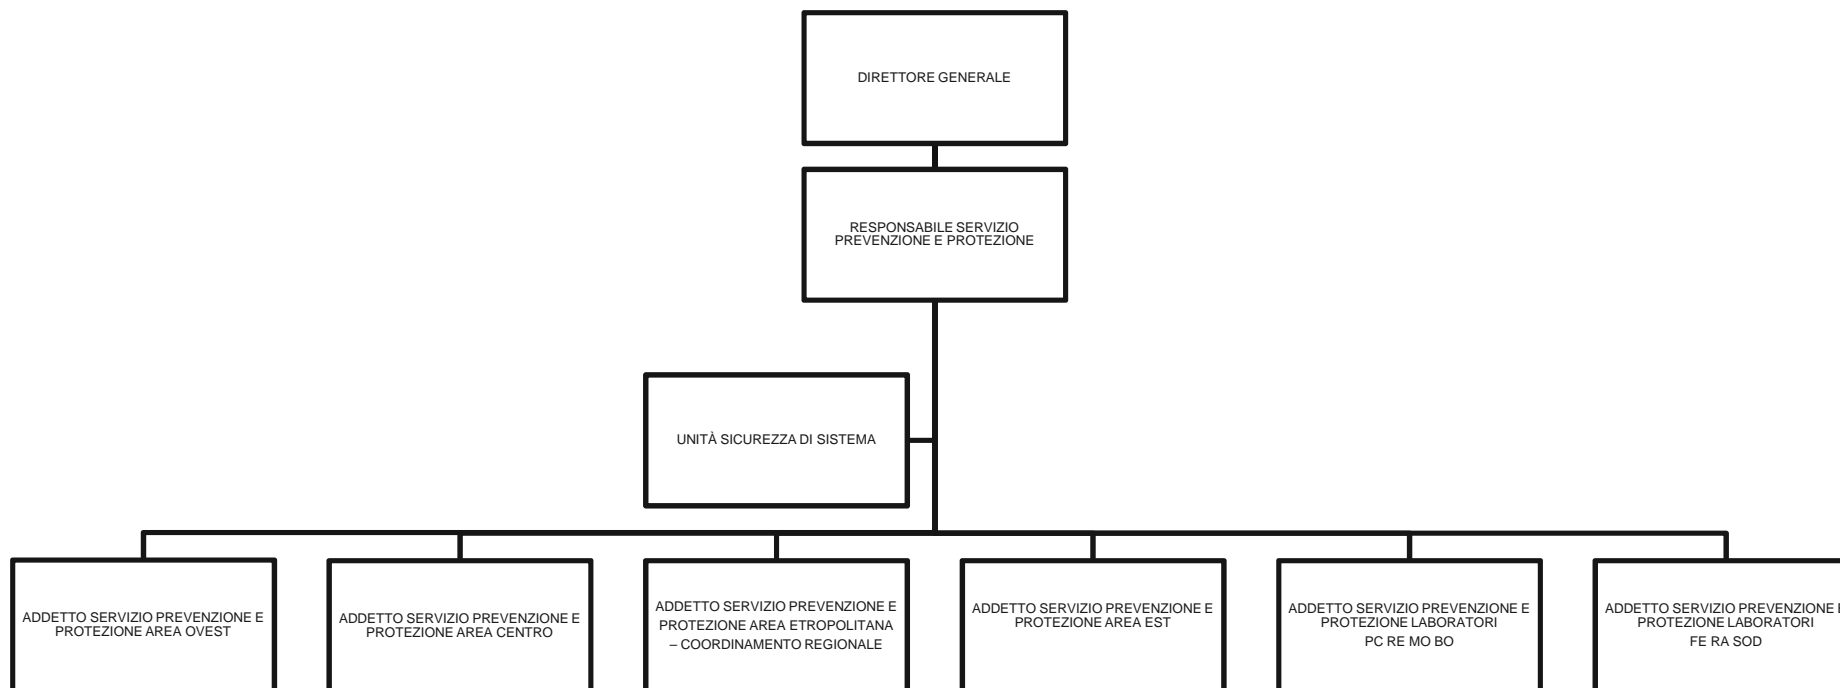 DIRETTORE GENERALE
RESPONSABILE SERVIZIO
PREVENZIONE E PROTEZIONE
UNITÀ SICUREZZA DI SISTEMA
ADDETTO SERVIZIO PREVENZIONE E
PROTEZIONE AREA OVEST
ADDETTO SERVIZIO PREVENZIONE E
PROTEZIONE AREA CENTRO
ADDETTO SERVIZIO PREVENZIONE E
PROTEZIONE AREA ETROPOLITANA
– COORDINAMENTO REGIONALE
ADDETTO SERVIZIO PREVENZIONE E
PROTEZIONE AREA EST
ADDETTO SERVIZIO PREVENZIONE E
PROTEZIONE LABORATORI
PC RE MO BO
ADDETTO SERVIZIO PREVENZIONE E
PROTEZIONE LABORATORI
FE RA SOD